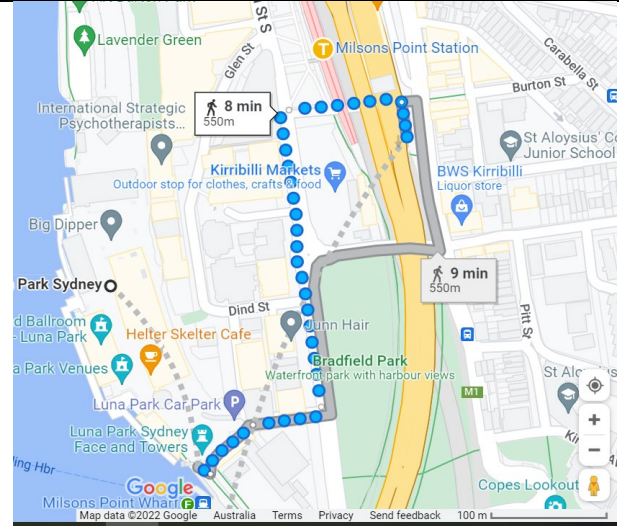 Lavender Green
St S
Glen St
Milsons Point Station
T
Carabella St
Burton St
8 min
550m
International Strategic
Psychotherapists...
St Aloysius' Co
Junior School
Kirribilli Markets
Outdoor stop for clothes, crafts & food
BWS Kirribilli
Liquor store
Big Dipper
9 min
550m
Park Sydney
Dind St
Pitt St
d Ballroom
- Luna Park
Helter Skelter Cafe
Junn Hair
a Park Venues
Bradfield Park
Waterfront park with harbour views
St Aloys
M1
Luna Park Car Park
P
Luna Park Sydney
Face and Towers
ing Hbr
Google
Copes Lookout
Milsons Point Wharf
F
Map data ©2022 Google Australia Terms Privacy Send feedback 100 m